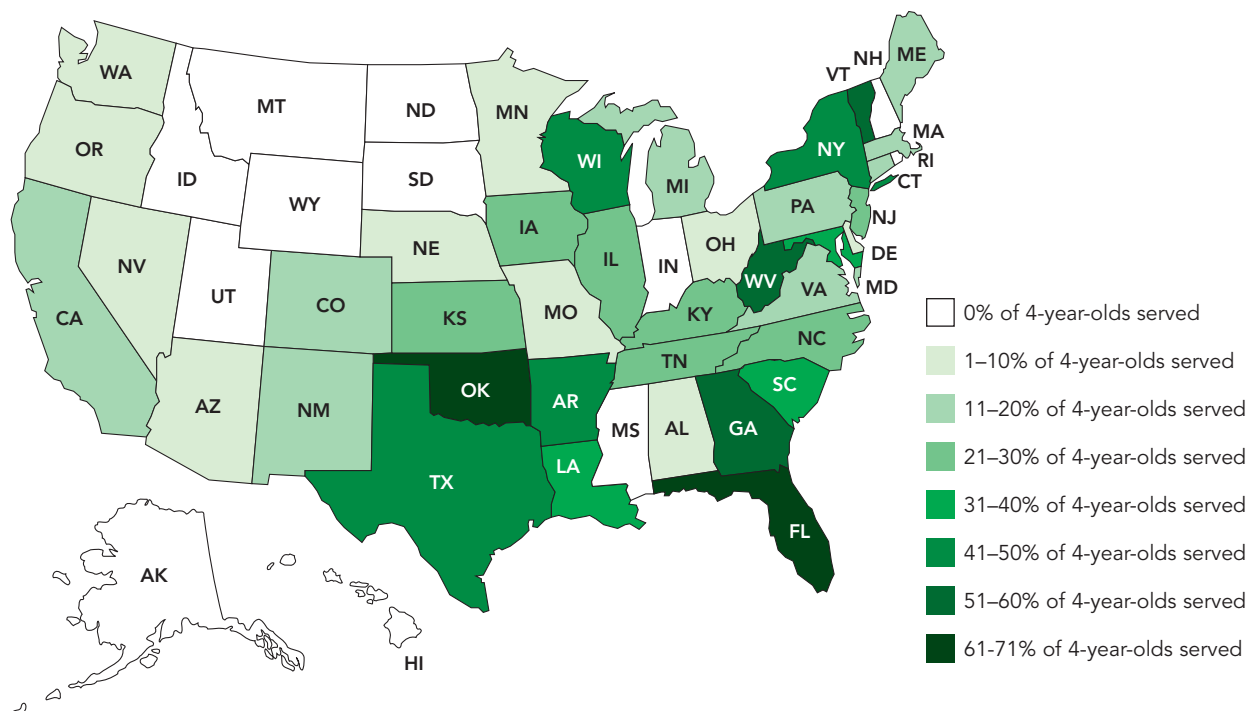 WA
MT
ND
MN
VT
NH
ME
OR
ID
WY
SD
WI
MI
NY
MA
RI
CT
NV
UT
NE
IA
IL
IN
OH
PA
NJ
DE
MD
CA
CO
KS
MO
KY
WV
VA
AZ
NM
OK
AR
TN
NC
SC
TX
LA
MS
AL
GA
FL
AK
HI
0% of 4-year-olds served
1–10% of 4-year-olds served
11–20% of 4-year-olds served
21–30% of 4-year-olds served
31–40% of 4-year-olds served
41–50% of 4-year-olds served
51–60% of 4-year-olds served
61-71% of 4-year-olds served